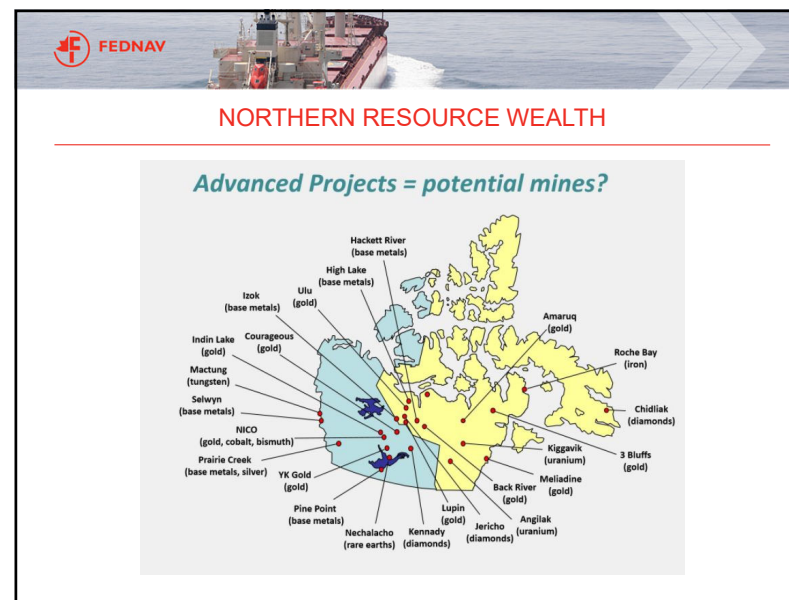 FEDNAV
NORTHERN RESOURCE WEALTH
Advanced Projects = potential mines?
Hackett River
(base metals)
High Lake
(base metals)
Ulu
(gold)
Izok
(base metals)
Amaruq
(gold)
Indin Lake
(gold)
Courageous
(gold)
Roche Bay
(iron)
Mactung
(tungsten)
Selwyn
(base metals)
Chidliak
(diamonds)
NICO
(gold, cobalt, bismuth)
Kiggavik
(uranium)
3 Bluffs
(gold)
Prairie Creek
(base metals, silver)
YK Gold
(gold)
Meliadine
(gold)
Back River
(gold)
Pine Point
(base metals)
Lupin
(gold)
Angilak
(uranium)
Jericho
(diamonds)
Nechalacho
(rare earths)
Kennady
(diamonds)